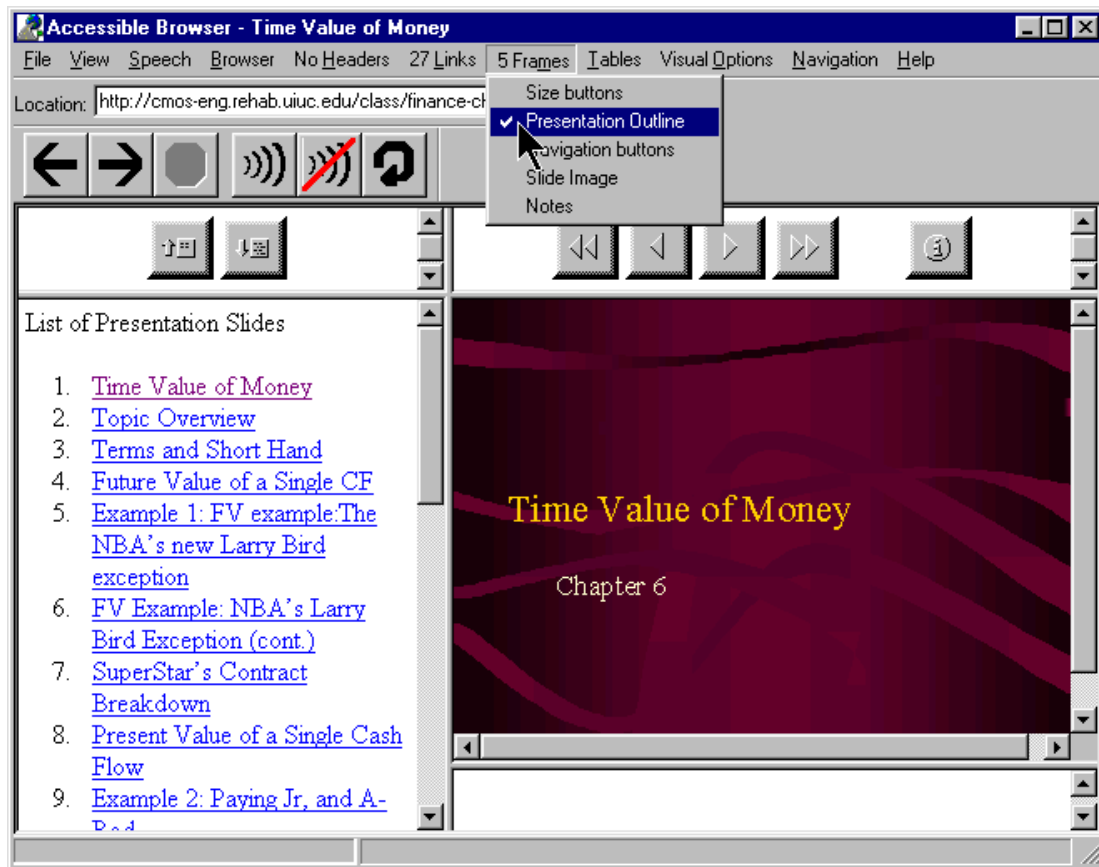 Accessible Browser - Time Value of Money
File View Speech Browser No Headers 27 Links 5 Frames Tables Visual Options Navigation Help
Location: http://cmos-eng.rehab.uiuc.edu/class/finance-c
Size buttons
Presentation Outline
Navigation buttons
Slide Image
Notes
List of Presentation Slides
1. Time Value of Money
2. Topic Overview
3. Terms and Short Hand
4. Future Value of a Single CF
5. Example 1: FV example:The
NBA's new Larry Bird
exception
6. FV Example: NBA's Larry
Bird Exception (cont.)
7. SuperStar's Contract
Breakdown
8. Present Value of a Single Cash
Flow
9. Example 2: Paying Jr, and A-
Time Value of Money
Chapter 6